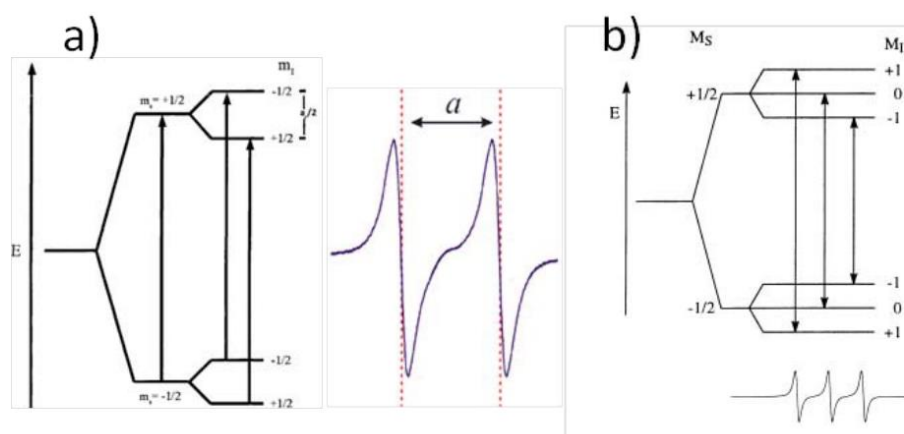 a)
m_I
m_s= +1/2
-1/2
+1/2
E
-1/2
m_s= -1/2
+1/2
a
b)
M_S
M_I
+1
+1/2
0
E
-1
-1
-1/2
0
+1